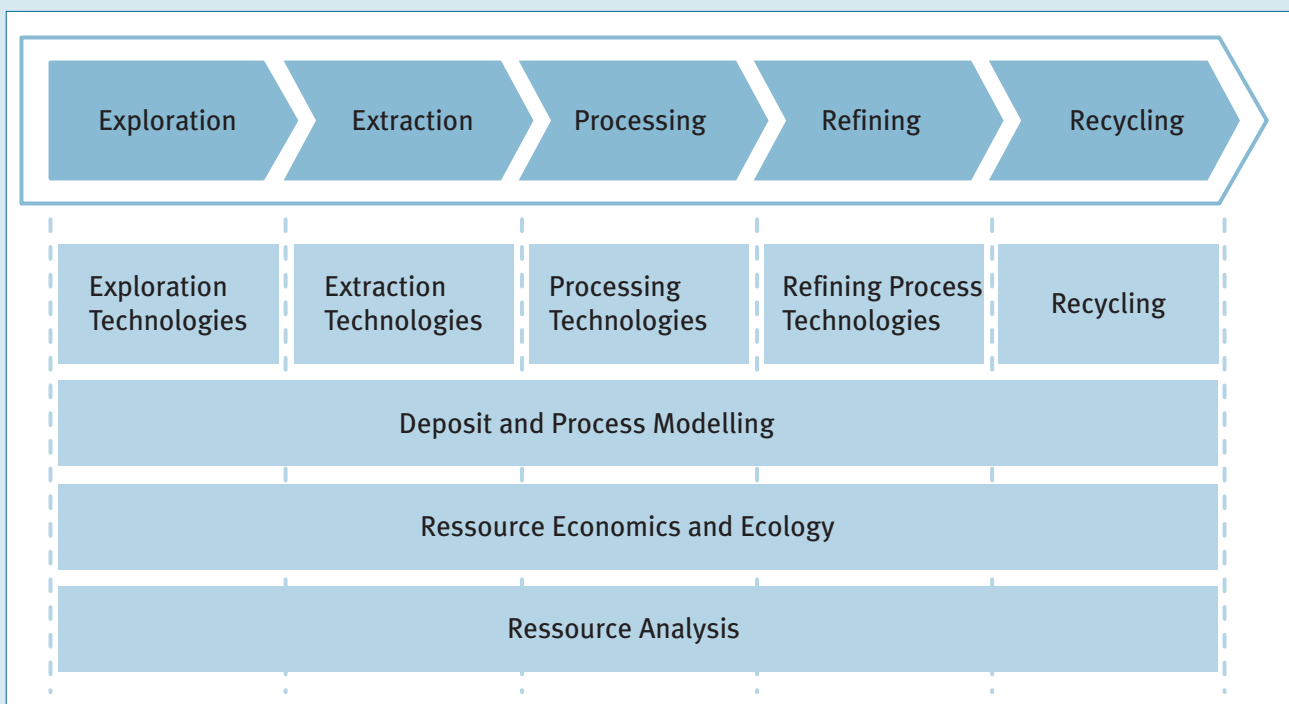 Exploration
Extraction
Processing
Refining
Recycling
Exploration
Technologies
Extraction
Technologies
Processing
Technologies
Refining Process
Technologies
Recycling
Deposit and Process Modelling
Ressource Economics and Ecology
Ressource Analysis